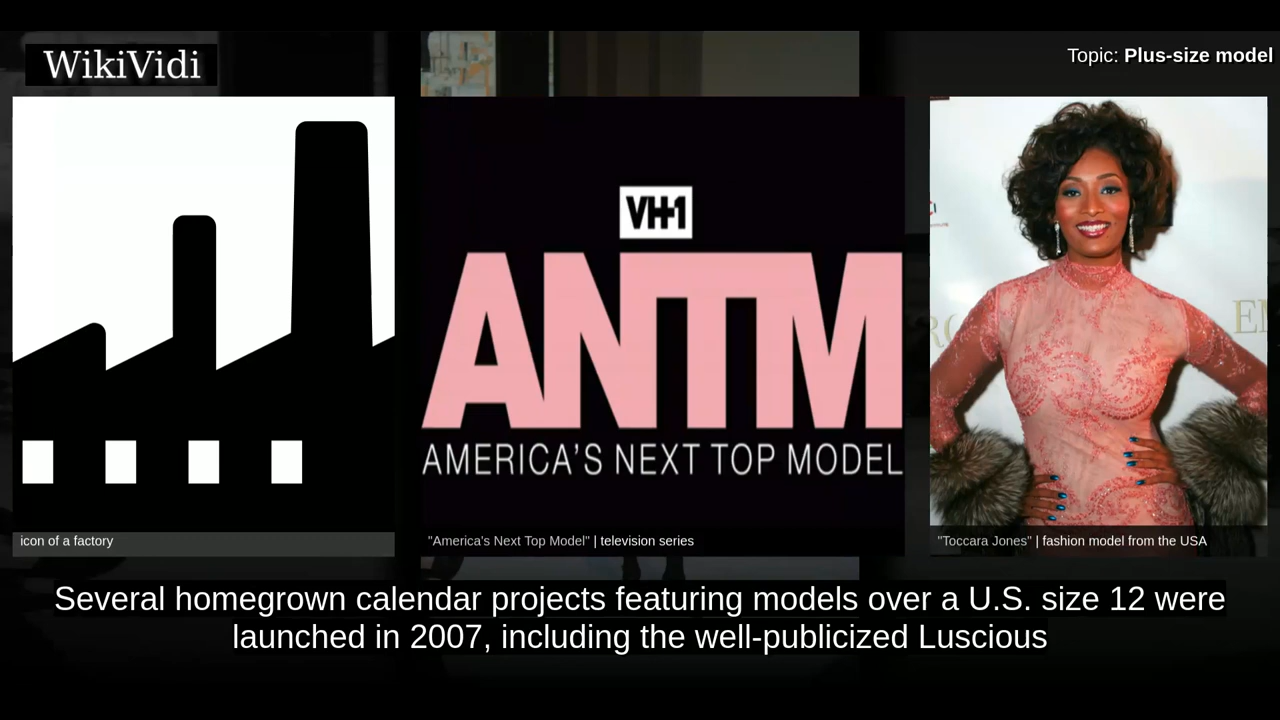 WikiVidi
Topic: Plus-size model
VH1
ANTM
AMERICA'S NEXT TOP MODEL
icon of a factory
"America's Next Top Model" | television series
"Toccara Jones" | fashion model from the USA
Several homegrown calendar projects featuring models over a U.S. size 12 were
launched in 2007, including the well-publicized Luscious